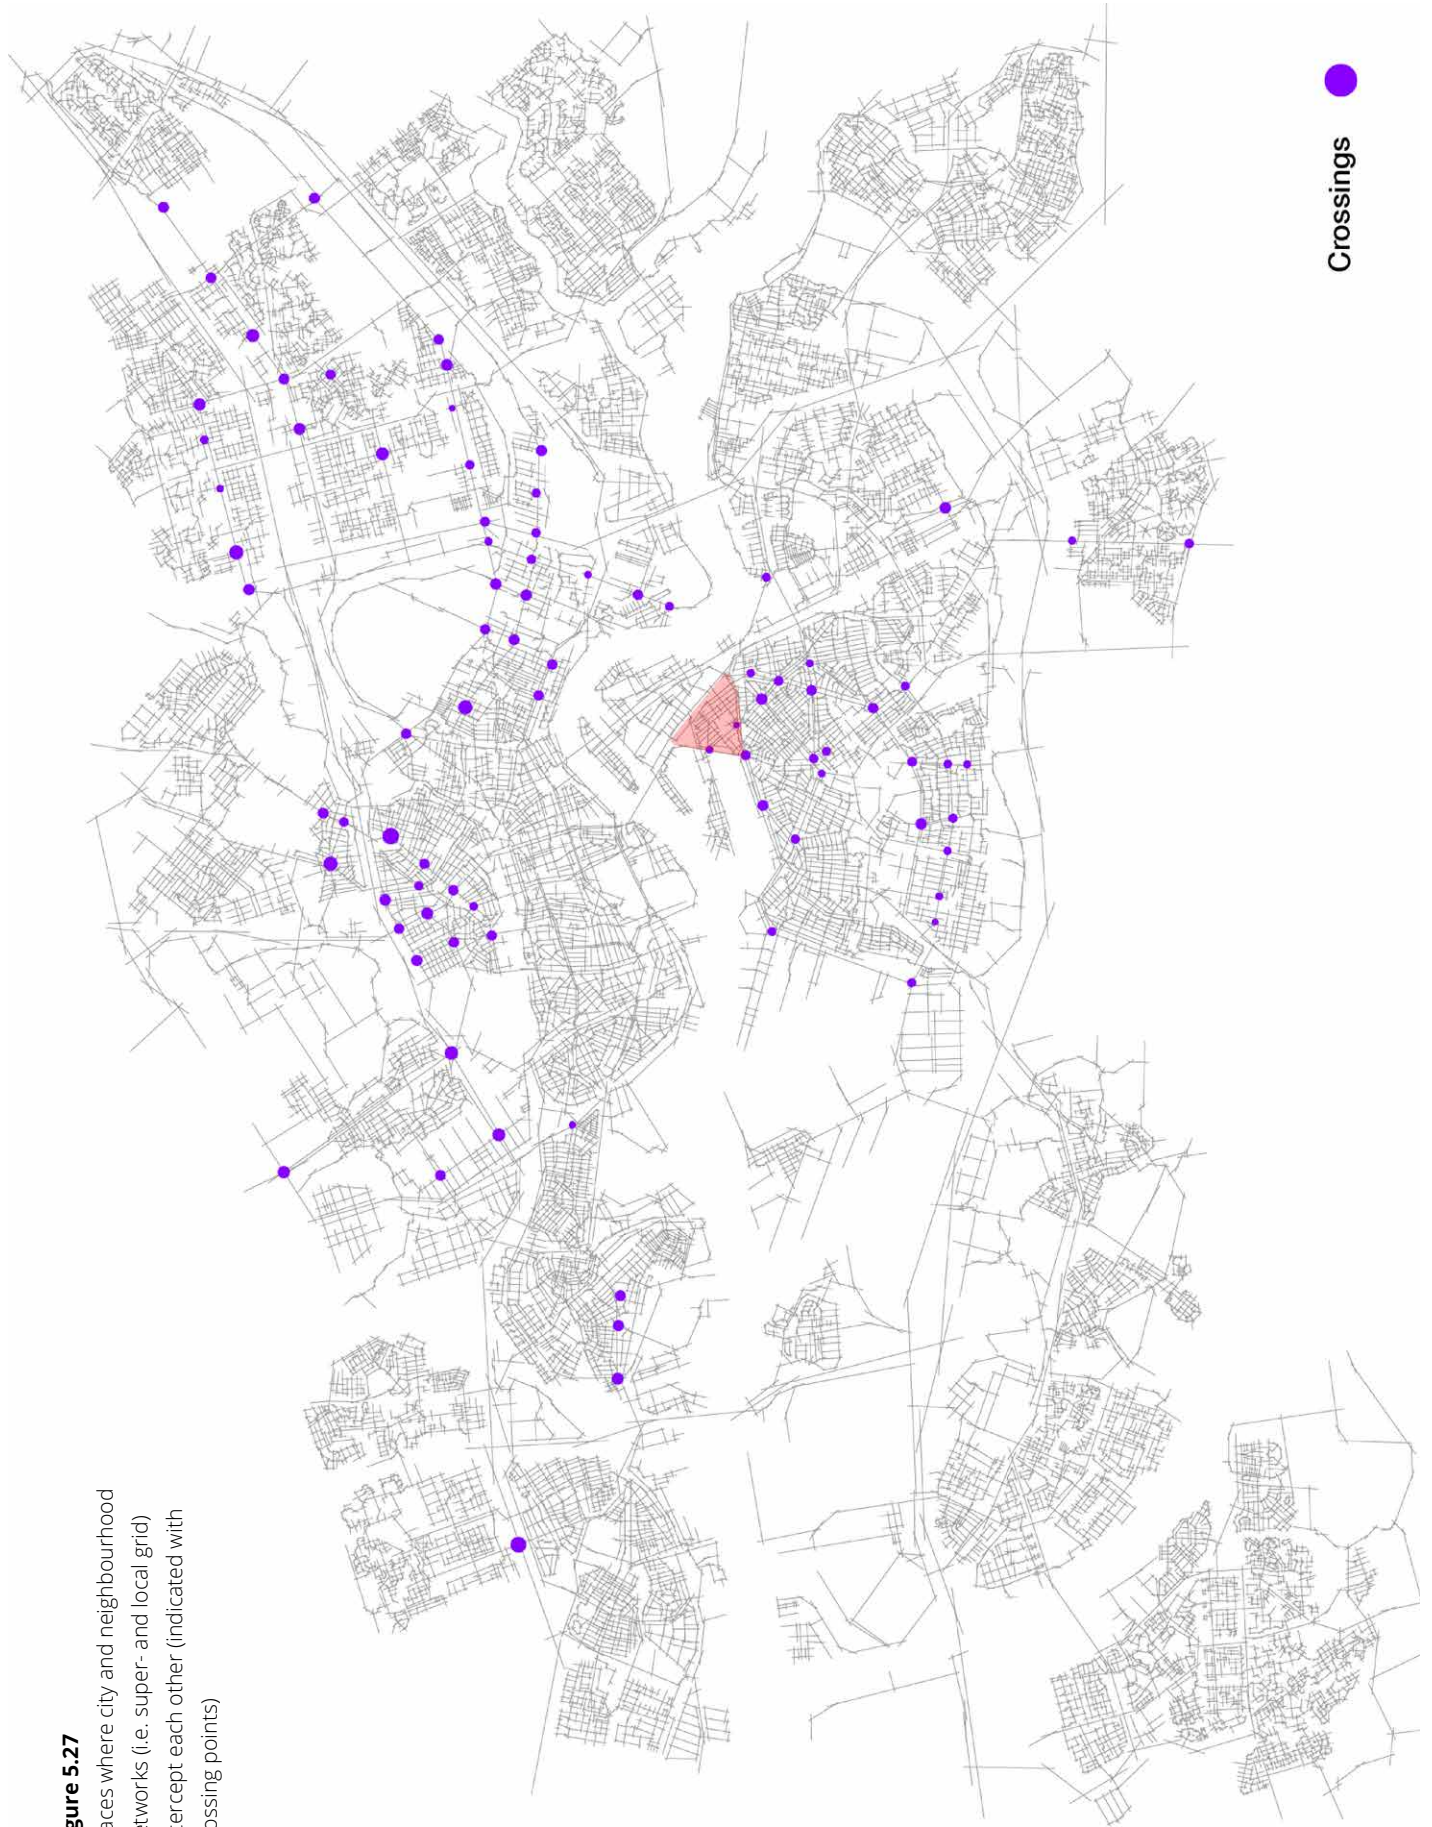 gure 5.27
aces where city and neighbourhood
tworks (i.e. super- and local grid)
ercept each other (indicated with
ossing points)
Crossings